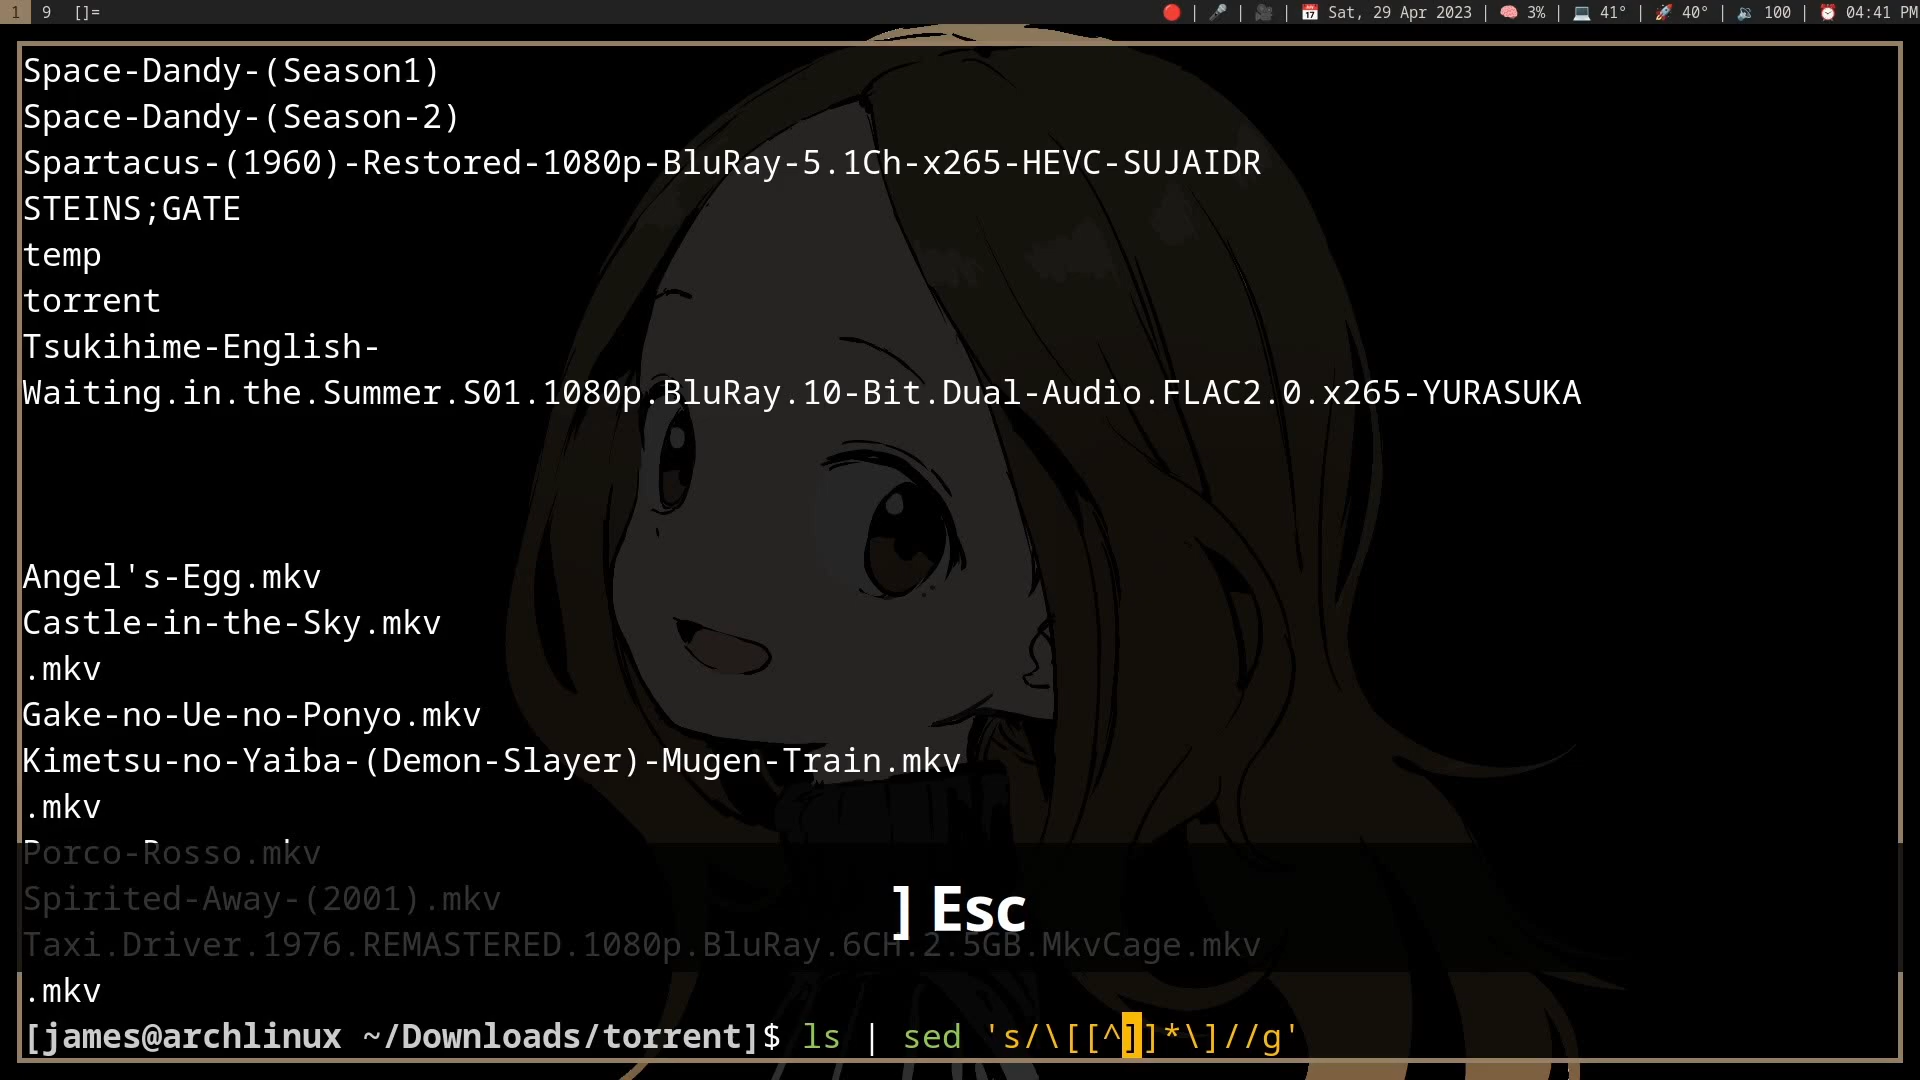 1 9 []= | | | Sat, 29 Apr 2023 | 3% | 41° | 40° | 100 | 04:41 PM
Space-Dandy-(Season1)
Space-Dandy-(Season-2)
Spartacus-(1960)-Restored-1080p-BluRay-5.1Ch-x265-HEVC-SUJAIDR
STEINS;GATE
temp
torrent
Tsukihime-English-
Waiting.in.the.Summer.S01.1080p.BluRay.10-Bit.Dual-Audio.FLAC2.0.x265-YURASUKA
Angel's-Egg.mkv
Castle-in-the-Sky.mkv
.mkv
Gake-no-Ue-no-Ponyo.mkv
Kimetsu-no-Yaiba-(Demon-Slayer)-Mugen-Train.mkv
.mkv
Porco-Rosso.mkv
Spirited-Away-(2001).mkv
] Esc
Taxi.Driver.1976.REMASTERED.1080p.BluRay.6CH.2.5GB.MkvCage.mkv
.mkv
[james@archlinux ~/Downloads/torrent]$ ls | sed 's/\[[^]]*\]//g'